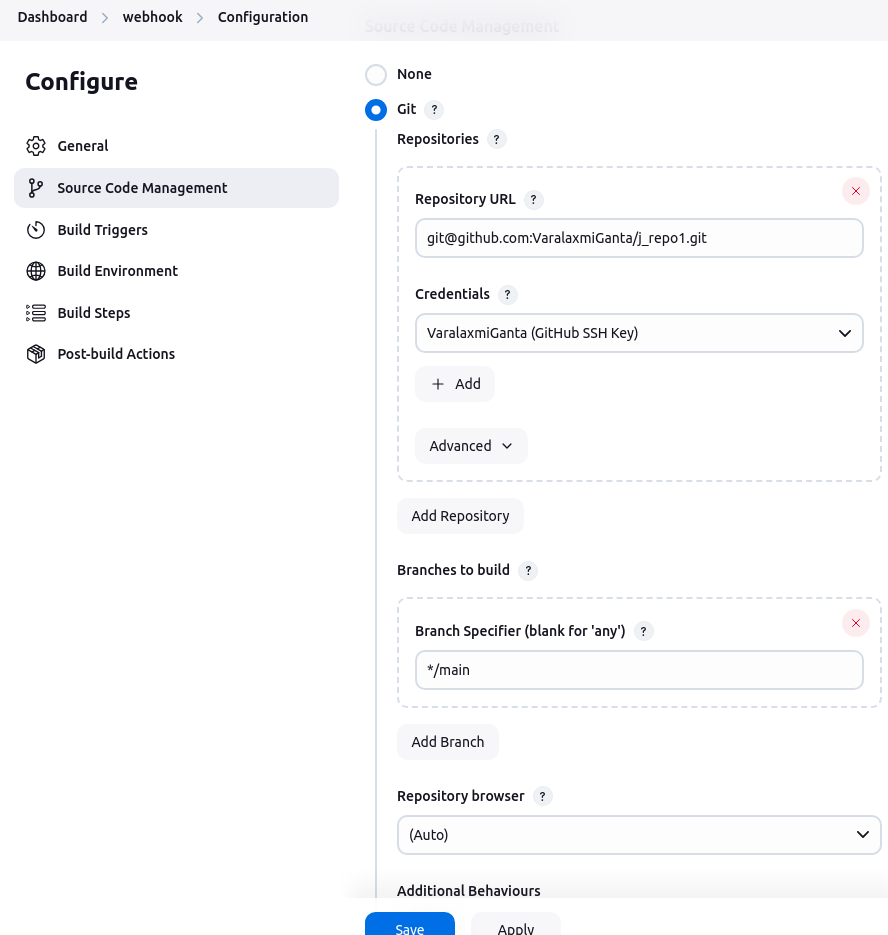 Dashboard > webhook > Configuration
Source Code Management
Configure
General
Source Code Management
Build Triggers
Build Environment
Build Steps
Post-build Actions
None
Git ?
Repositories ?
Repository URL ?
git@github.com:VaralaxmiGanta/j_repo1.git
Credentials ?
VaralaxmiGanta (GitHub SSH Key)
+ Add
Advanced
Add Repository
Branches to build ?
Branch Specifier (blank for 'any') ?
*/main
Add Branch
Repository browser ?
(Auto)
Additional Behaviours
Save Apply